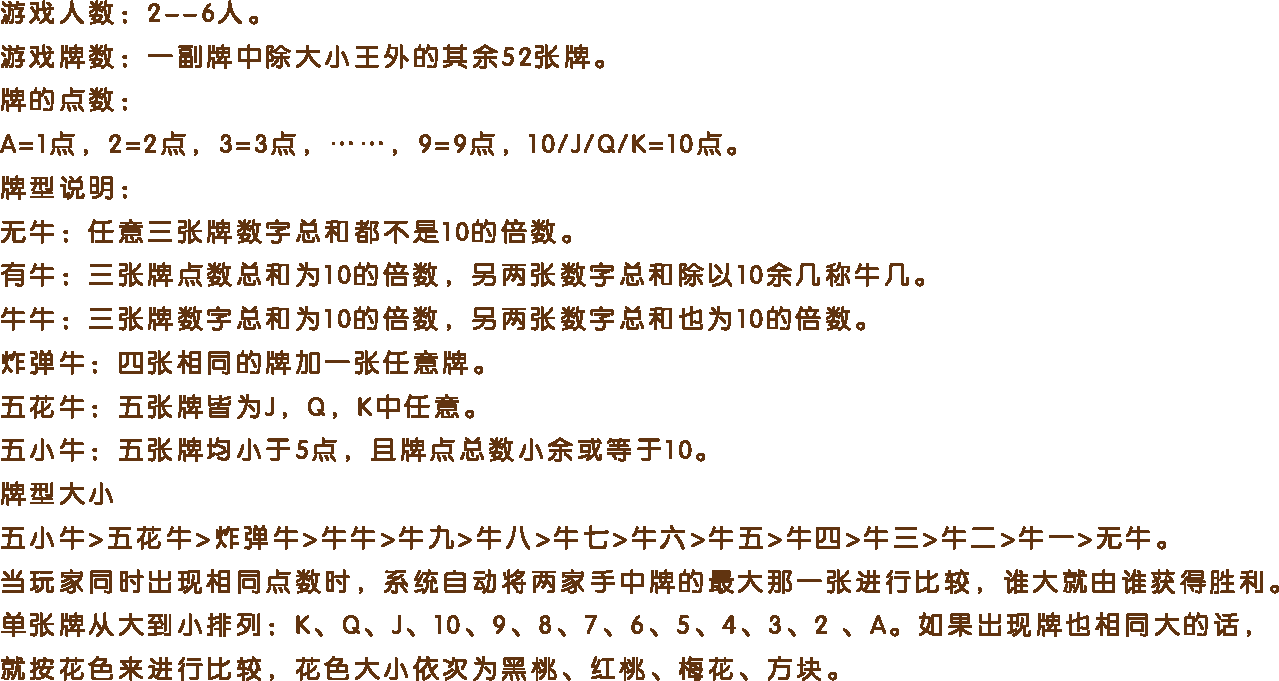 游戏人数：2--6人。
游戏牌数：一副牌中除大小王外的其余52张牌。
牌的点数：
A=1点，2=2点，3=3点，……，9=9点，10/J/Q/K=10点。
牌型说明：
无牛：任意三张牌数字总和都不是10的倍数。
有牛：三张牌点数总和为10的倍数，另两张数字总和除以10余几称牛几。
牛牛：三张牌数字总和为10的倍数，另两张数字总和也为10的倍数。
炸弹牛：四张相同的牌加一张任意牌。
五花牛：五张牌皆为J，Q，K中任意。
五小牛：五张牌均小于5点，且牌点总数小余或等于10。
牌型大小
五小牛>五花牛>炸弹牛>牛牛>牛九>牛八>牛七>牛六>牛五>牛四>牛三>牛二>牛一>无牛。
当玩家同时出现相同点数时，系统自动将两家手中牌的最大那一张进行比较，谁大就由谁获得胜利。
单张牌从大到小排列：K、Q、J、10、9、8、7、6、5、4、3、2 、A。如果出现牌也相同大的话，
就按花色来进行比较，花色大小依次为黑桃、红桃、梅花、方块。